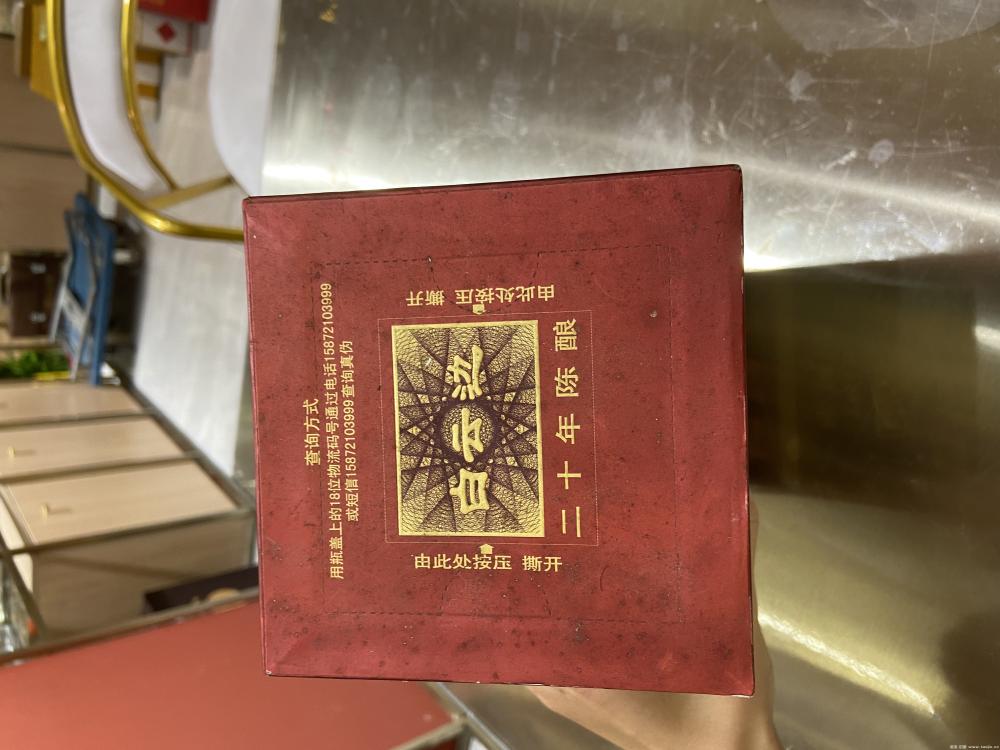 查询方式
用瓶盖上的18位物流码号通过电话15872103999
或短信15872103999查询真伪
由此处按压 撕开
由此处按压 撕开
白云边
二十年陈酿